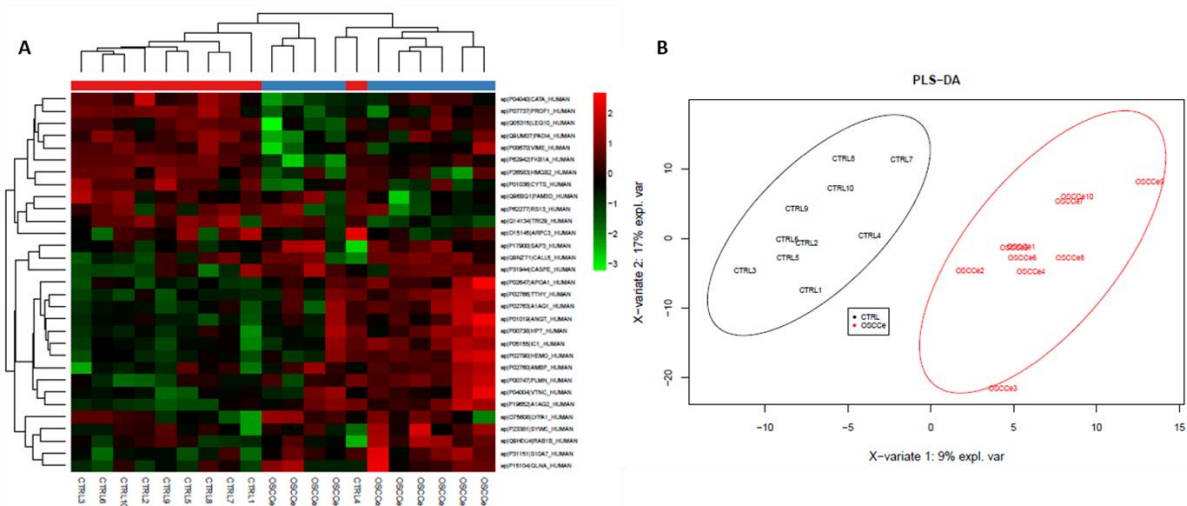 A
sp|P04040|CATA_HUMAN
sp|P07737|PROF1_HUMAN
sp|Q05315|LEG10_HUMAN
sp|Q9UM07|PADI4_HUMAN
sp|P08670|VIME_HUMAN
sp|P62942|FKB1A_HUMAN
sp|P26583|HMGB2_HUMAN
sp|P01036|CYTS_HUMAN
sp|P62277|RS13_HUMAN
sp|Q14134|TRI29_HUMAN
sp|O15145|ARPC3_HUMAN
sp|P17900|SAP3_HUMAN
sp|Q9NZT1|CALL5_HUMAN
sp|P31944|CASPE_HUMAN
sp|P02647|APOA1_HUMAN
sp|P02766|TTHY_HUMAN
sp|P02763|A1AG1_HUMAN
sp|P01019|ANGT_HUMAN
sp|P00738|HPT_HUMAN
sp|P05155|IC1_HUMAN
sp|P02790|HEMO_HUMAN
sp|P02760|AMBP_HUMAN
sp|P00747|PLMN_HUMAN
sp|P04004|VTNC_HUMAN
sp|P19652|A1AG2_HUMAN
sp|O75608|LYPA1_HUMAN
sp|P23381|SYWC_HUMAN
sp|Q9H0U4|RAB1B_HUMAN
sp|P31151|S10A7_HUMAN
sp|P15104|GLNA_HUMAN
2
1
0
-1
-2
-3
CTRL3
CTRL6
CTRL10
CTRL2
CTRL9
CTRL5
CTRL8
CTRL7
CTRL1
OSCCe
OSCCe
OSCCe
OSCCe
CTRL4
OSCCe
OSCCe
OSCCe
OSCCe
OSCCe
OSCCe
B
PLS-DA
X-variate 2: 17% expl. var
10
0
-10
-20
CTRL8
CTRL7
CTRL10
CTRL9
CTRL6
CTRL2
CTRL4
CTRL5
CTRL3
CTRL1
OSCCe10
OSCCe1
OSCCe6
OSCCe8
OSCCe2
OSCCe4
OSCCe3
CTRL
OSCCe
-10
-5
0
5
10
15
X-variate 1: 9% expl. var